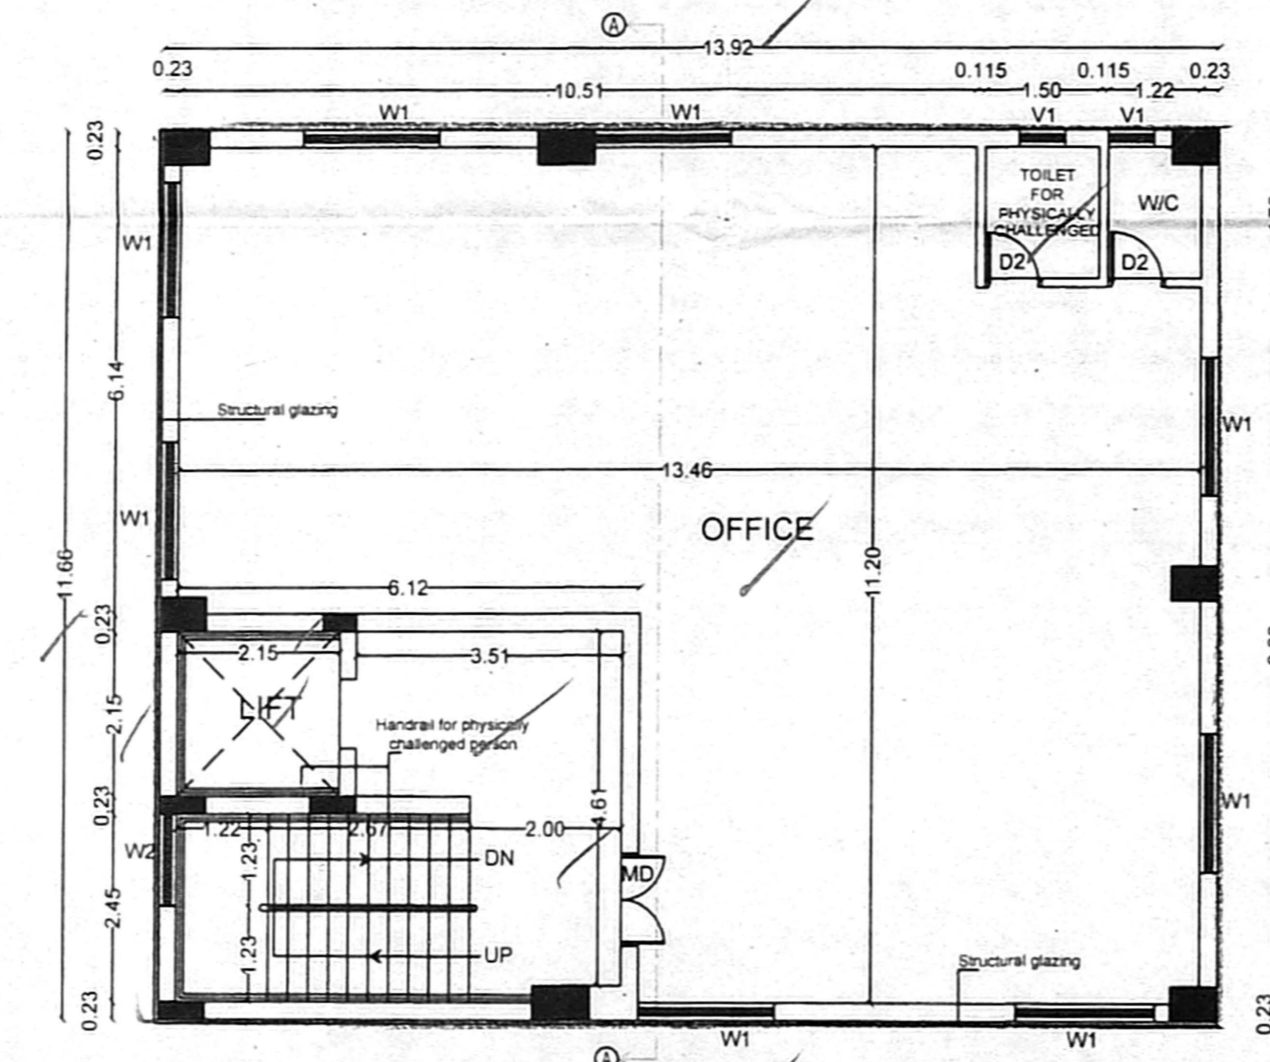 A
13.92
0.23
0.115
0.115
0.23
10.51
1.50
1.22
W1
W1
V1
V1
0.23
TOILET
FOR
PHYSICALLY
CHALLENGED
W/C
W1
D2
D2
6.14
Structural glazing
W1
13.46
W1
OFFICE
11.66
11.20
6.12
0.23
2.15
3.51
LIFT
2.15
Handrail for physically
challenged person
0.23
4.61
W1
1.22
2.67
2.00
W2
1.23
DN
MD
2.45
1.23
UP
Structural glazing
0.23
0.23
W1
W1
A